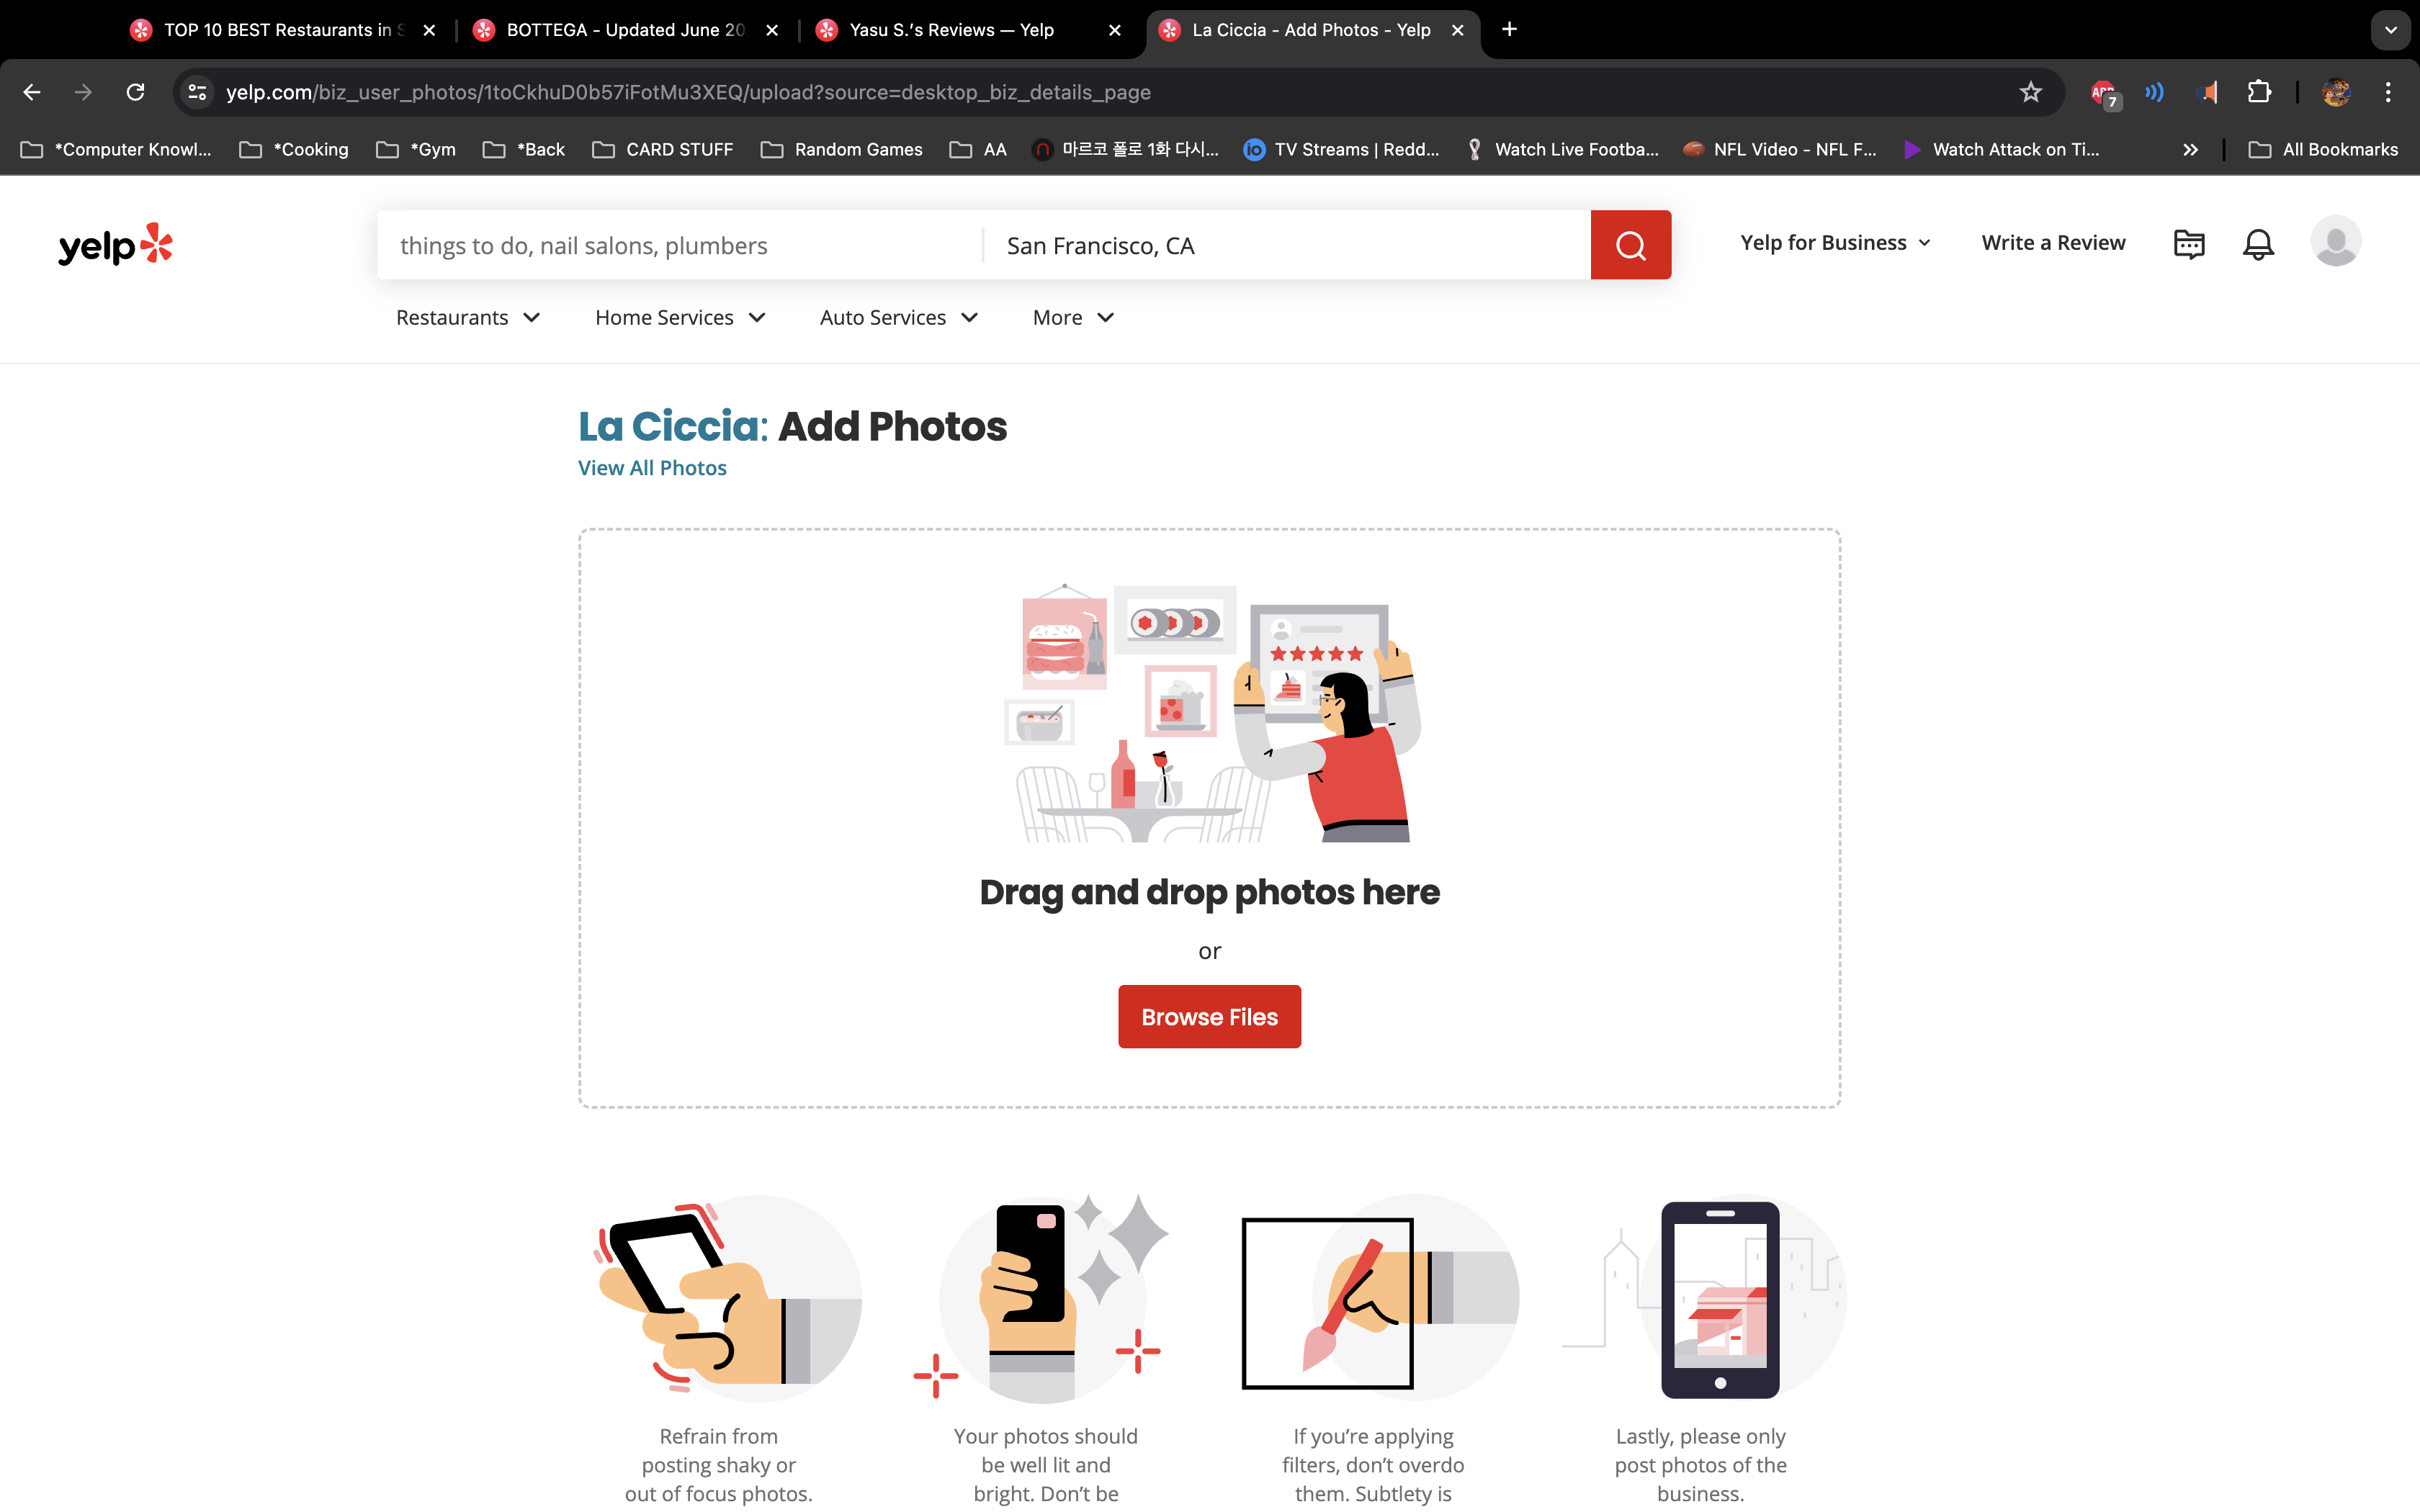 TOP 10 BEST Restaurants in S
BOTTEGA - Updated June 20
Yasu S.'s Reviews — Yelp
La Ciccia - Add Photos - Yelp
yelp.com/biz_user_photos/1toCkhuD0b57iFotMu3XEQ/upload?source=desktop_biz_details_page
ABP
7
*Computer Knowl...
*Cooking
*Gym
*Back
CARD STUFF
Random Games
AA
마르코 폴로 1화 다시...
TV Streams | Redd...
Watch Live Footba...
NFL Video - NFL F...
Watch Attack on Ti...
All Bookmarks
yelp
things to do, nail salons, plumbers
San Francisco, CA
Yelp for Business
Write a Review
Restaurants
Home Services
Auto Services
More
La Ciccia: Add Photos
View All Photos
Drag and drop photos here
or
Browse Files
Refrain from
posting shaky or
out of focus photos.
Your photos should
be well lit and
bright. Don't be
If you're applying
filters, don't overdo
them. Subtlety is
Lastly, please only
post photos of the
business.